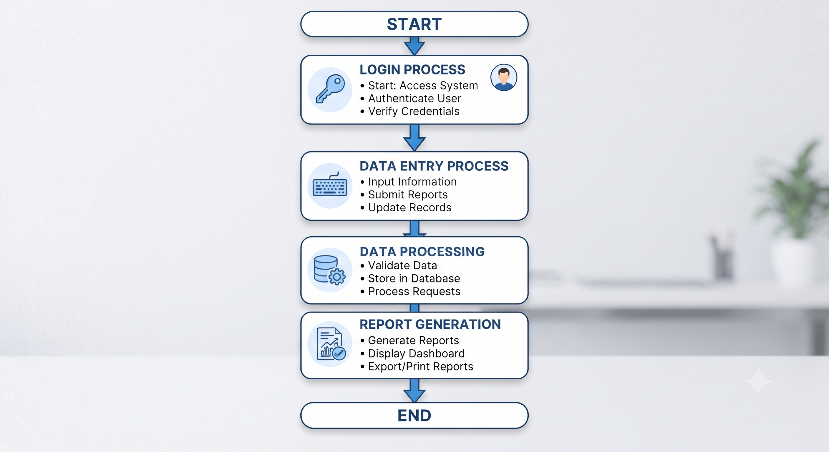 START
LOGIN PROCESS
• Start: Access System
• Authenticate User
• Verify Credentials
DATA ENTRY PROCESS
• Input Information
• Submit Reports
• Update Records
DATA PROCESSING
• Validate Data
• Store in Database
• Process Requests
REPORT GENERATION
• Generate Reports
• Display Dashboard
• Export/Print Reports
END